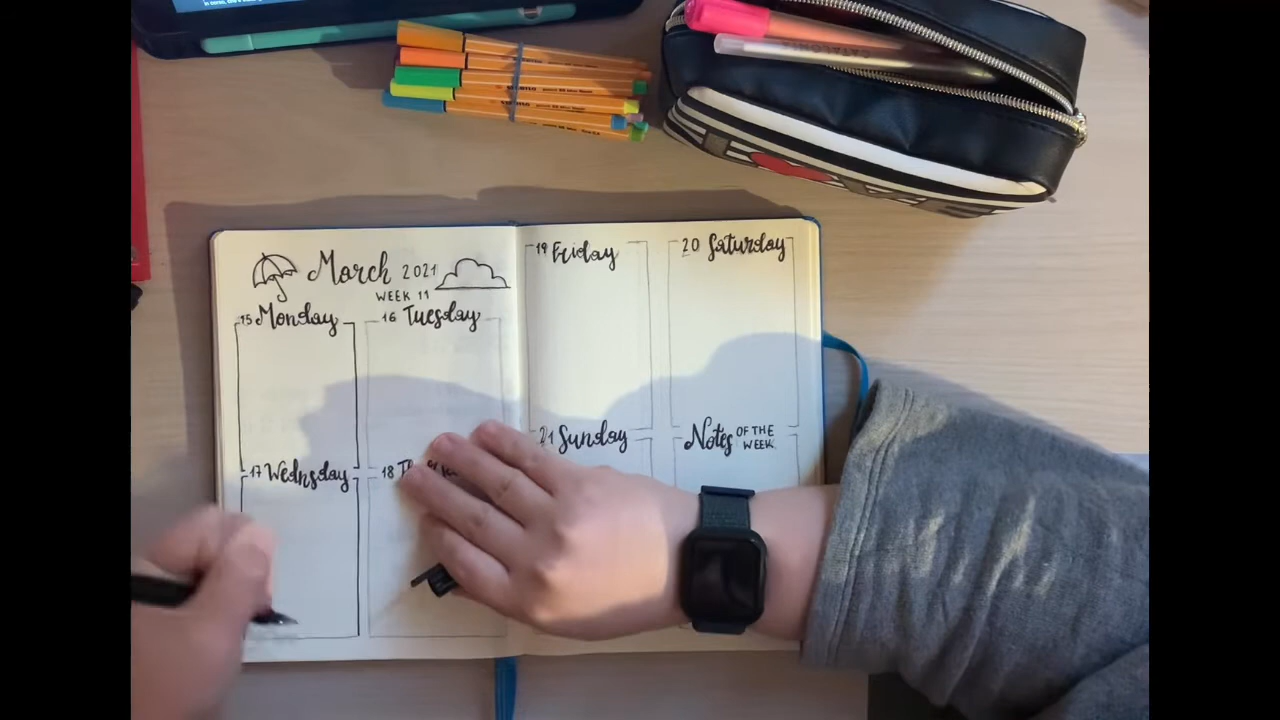 March 2021
WEEK 11
15 Monday
16 Tuesday
17 Wednsday
18
19 Friday
20 Saturday
21 Sunday
Notes OF THE WEEK
CATALONIA